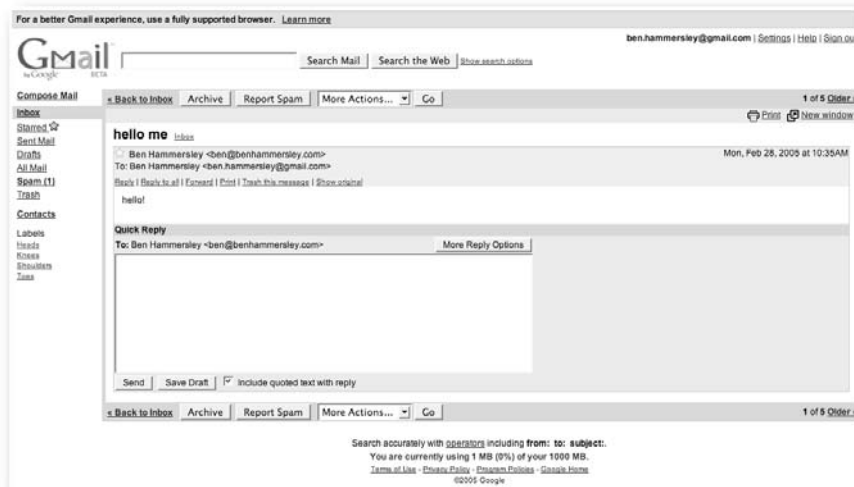 For a better Gmail experience, use a fully supported browser. Learn more
ben.hammersley@gmail.com | Settings | Help | Sign ou
Gmail
by Google BETA
Search Mail Search the Web Show search options
Compose Mail
Inbox
Starred
Sent Mail
Drafts
All Mail
Spam (1)
Trash
Contacts
Labels
Heads
Knees
Shoulders
Toes
« Back to Inbox Archive Report Spam More Actions... Go 1 of 5 Older
Print New window
hello me Inbox
Ben Hammersley <ben@benhammersley.com> Mon, Feb 28, 2005 at 10:35AM
To: Ben Hammersley <ben.hammersley@gmail.com>
Reply | Reply to all | Forward | Print | Trash this message | Show original
hello!
Quick Reply
To: Ben Hammersley <ben@benhammersley.com> More Reply Options
Send Save Draft Include quoted text with reply
« Back to Inbox Archive Report Spam More Actions... Go 1 of 5 Older
Search accurately with operators including from: to: subject:.
You are currently using 1 MB (0%) of your 1000 MB.
Terms of Use - Privacy Policy - Program Policies - Google Home
©2005 Google